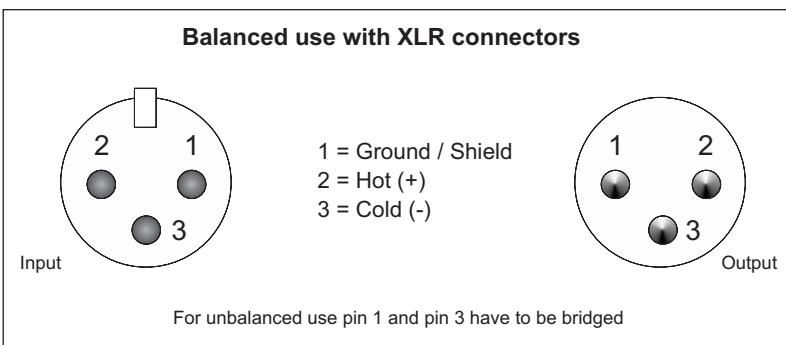 Balanced use with XLR connectors
2 1
3
Input
1 = Ground / Shield
2 = Hot (+)
3 = Cold (-)
1 2
3
Output
For unbalanced use pin 1 and pin 3 have to be bridged